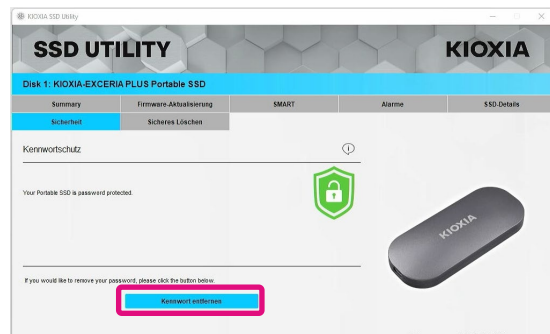 KIOXIA SSD Utility
SSD UTILITY
KIOXIA
Disk 1: KIOXIA-EXCERIA PLUS Portable SSD
Summary
Firmware-Aktualisierung
SMART
Alarme
SSD-Details
Sicherheit
Sicheres Löschen
Kennwortschutz
Your Portable SSD is password protected.
KIOXIA
If you would like to remove your password, please click the button below.
Kennwort entfernen